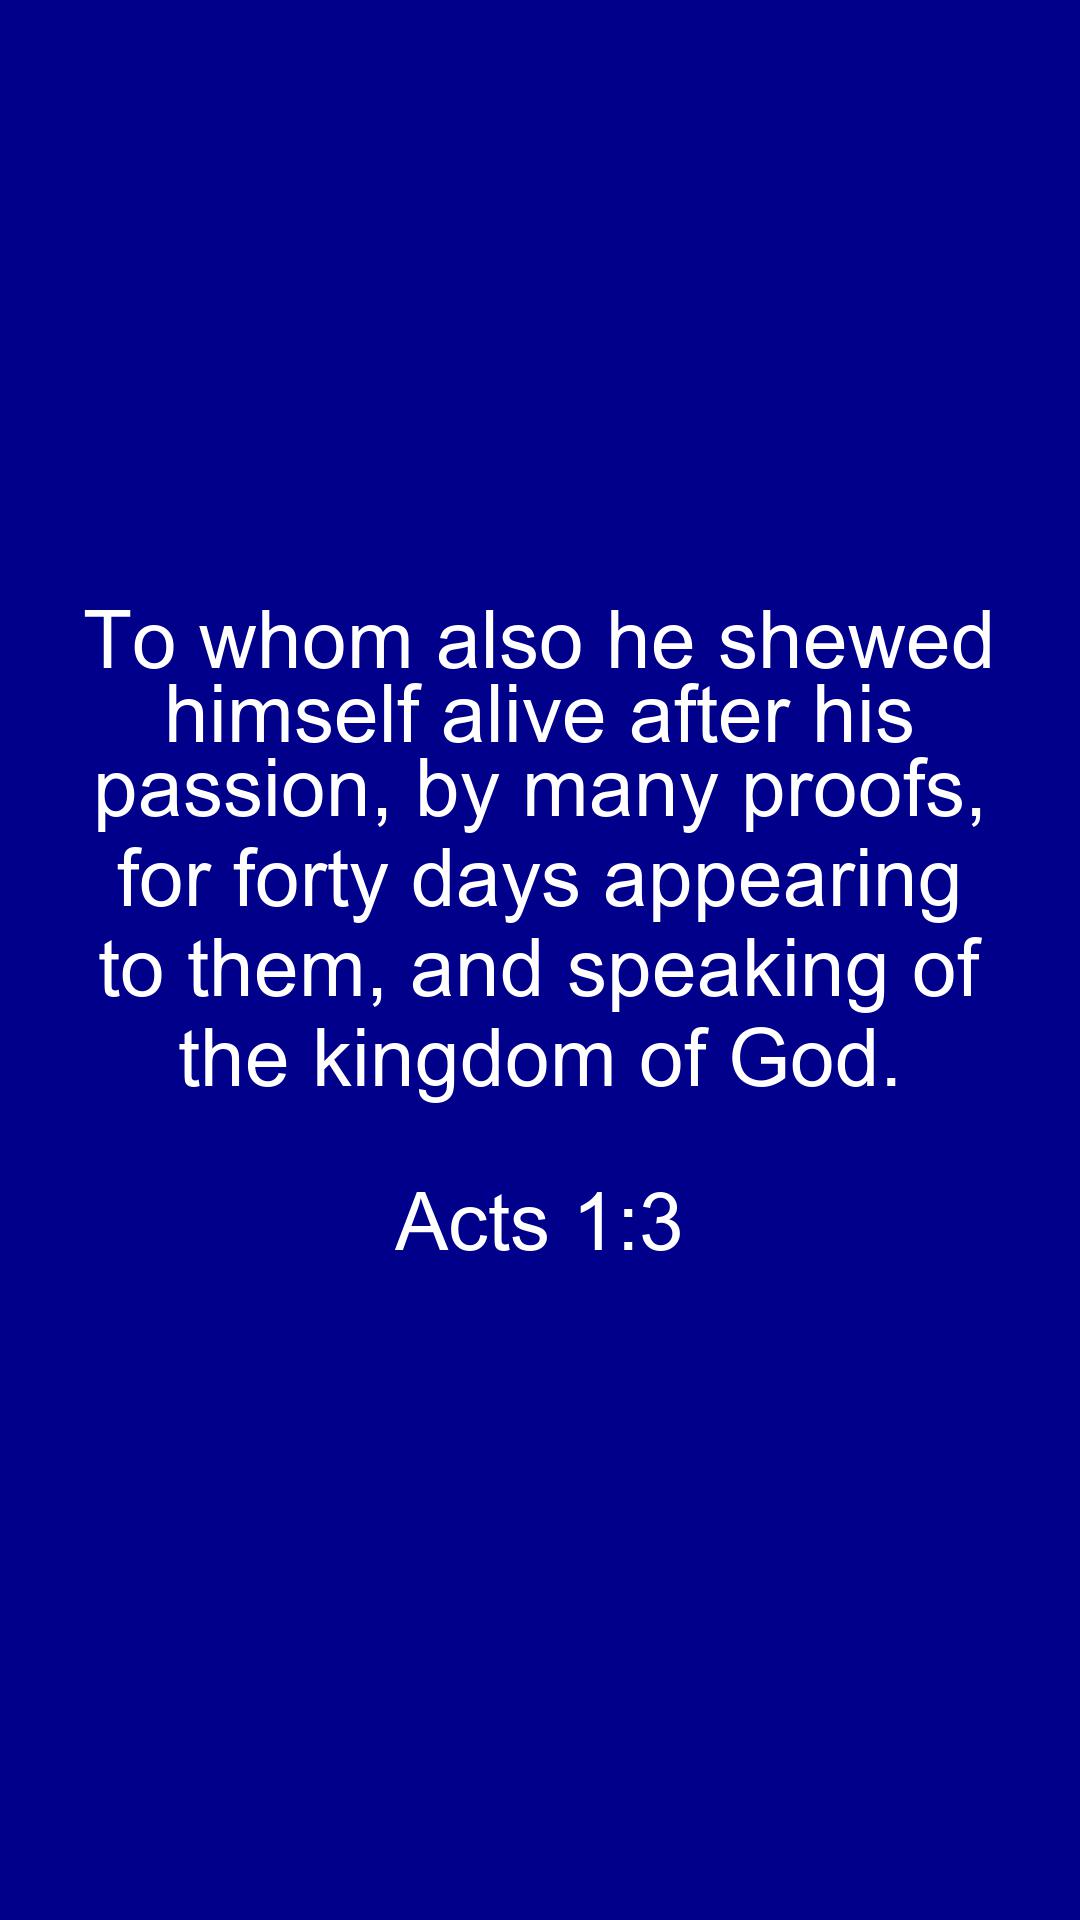 To whom also he shewed
himself alive after his
passion, by many proofs,
for forty days appearing
to them, and speaking of
the kingdom of God.
Acts 1:3